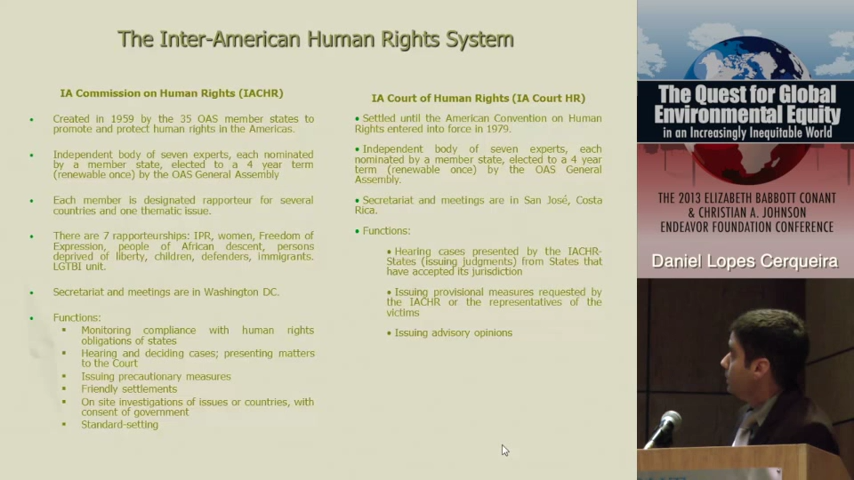 The Inter-American Human Rights System
IA Commission on Human Rights (IACHR)
• Created in 1959 by the 35 OAS member states to
promote and protect human rights in the Americas.
• Independent body of seven experts, each nominated
by a member state, elected to a 4 year term
(renewable once) by the OAS General Assembly
• Each member is designated rapporteur for several
countries and one thematic issue.
• There are 7 rapporteurships: IPR, women, Freedom of
Expression, people of African descent, persons
deprived of liberty, children, defenders, immigrants.
LGTBI unit.
• Secretariat and meetings are in Washington DC.
• Functions:
▪ Monitoring compliance with human rights
obligations of states
▪ Hearing and deciding cases; presenting matters
to the Court
▪ Issuing precautionary measures
▪ Friendly settlements
▪ On site investigations of issues or countries, with
consent of government
▪ Standard-setting
IA Court of Human Rights (IA Court HR)
• Settled until the American Convention on Human
Rights entered into force in 1979.
• Independent body of seven experts, each
nominated by a member state, elected to a 4 year
term (renewable once) by the OAS General
Assembly.
• Secretariat and meetings are in San José, Costa
Rica.
• Functions:
• Hearing cases presented by the IACHR-
States (issuing judgments) from States that
have accepted its jurisdiction
• Issuing provisional measures requested by
the IACHR or the representatives of the
victims
• Issuing advisory opinions
The Quest for Global
Environmental Equity
in an Increasingly Inequitable World
THE 2013 ELIZABETH BABBOTT CONANT
& CHRISTIAN A. JOHNSON
ENDEAVOR FOUNDATION CONFERENCE
Daniel Lopes Cerqueira